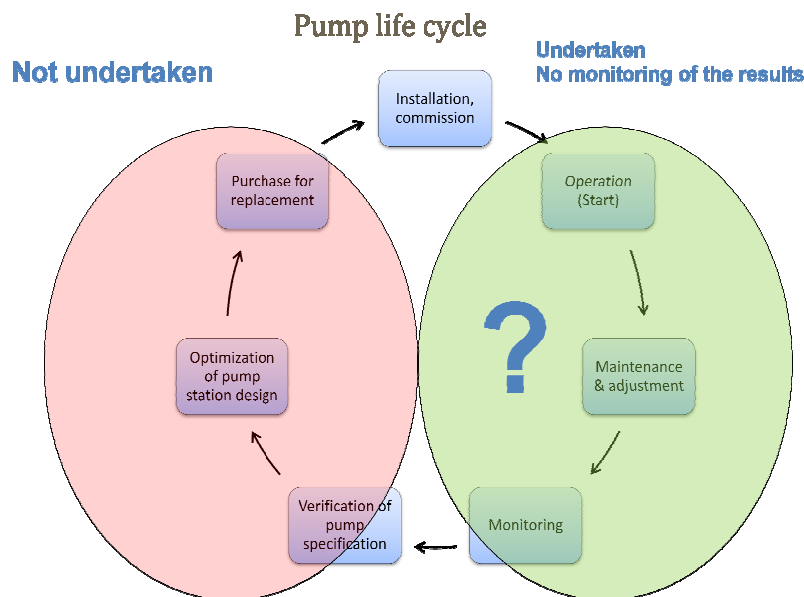 Pump life cycle
Not undertaken
Undertaken
No monitoring of the results
Installation,
commission
Purchase for
replacement
Operation
(Start)
?
Optimization
of pump
station design
Maintenance
& adjustment
Verification of
pump
specification
Monitoring